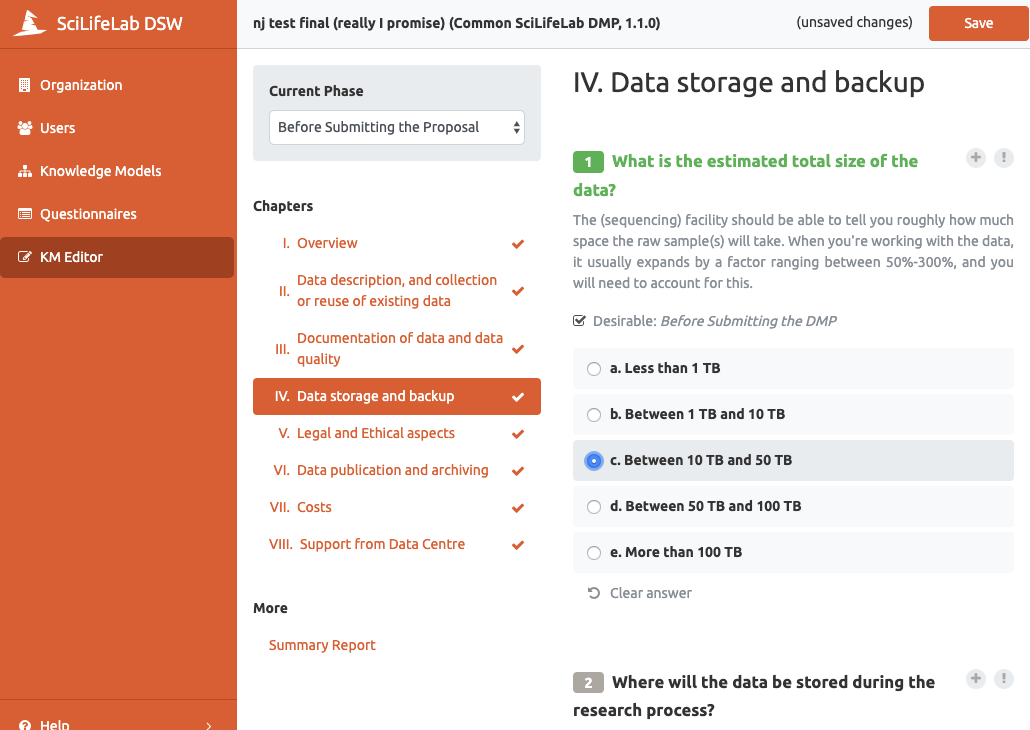 SciLifeLab DSW
Organization
Users
Knowledge Models
Questionnaires
KM Editor
Help
nj test final (really I promise) (Common SciLifeLab DMP, 1.1.0)
(unsaved changes)
Save
Current Phase
Before Submitting the Proposal
Chapters
I. Overview
II. Data description, and collection
or reuse of existing data
III. Documentation of data and data
quality
IV. Data storage and backup
V. Legal and Ethical aspects
VI. Data publication and archiving
VII. Costs
VIII. Support from Data Centre
More
Summary Report
IV. Data storage and backup
1 What is the estimated total size of the
data?
The (sequencing) facility should be able to tell you roughly how much
space the raw sample(s) will take. When you're working with the data,
it usually expands by a factor ranging between 50%-300%, and you
will need to account for this.
Desirable: Before Submitting the DMP
a. Less than 1 TB
b. Between 1 TB and 10 TB
c. Between 10 TB and 50 TB
d. Between 50 TB and 100 TB
e. More than 100 TB
Clear answer
2 Where will the data be stored during the
research process?